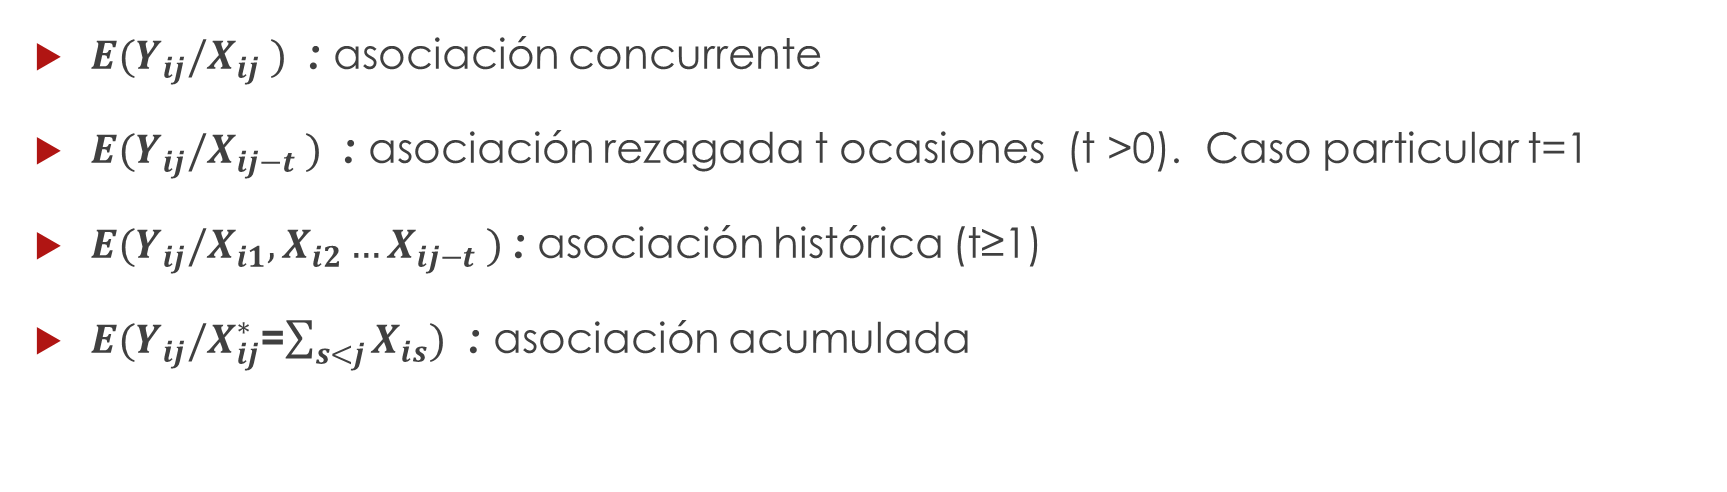 ▶ E(Y_ij/X_ij ) : asociación concurrente
▶ E(Y_ij/X_ij−t ) : asociación rezagada t ocasiones (t >0). Caso particular t=1
▶ E(Y_ij/X_i1, X_i2 ... X_ij−t ) : asociación histórica (t≥1)
▶ E(Y_ij/X*_ij=∑_s<j X_is) : asociación acumulada